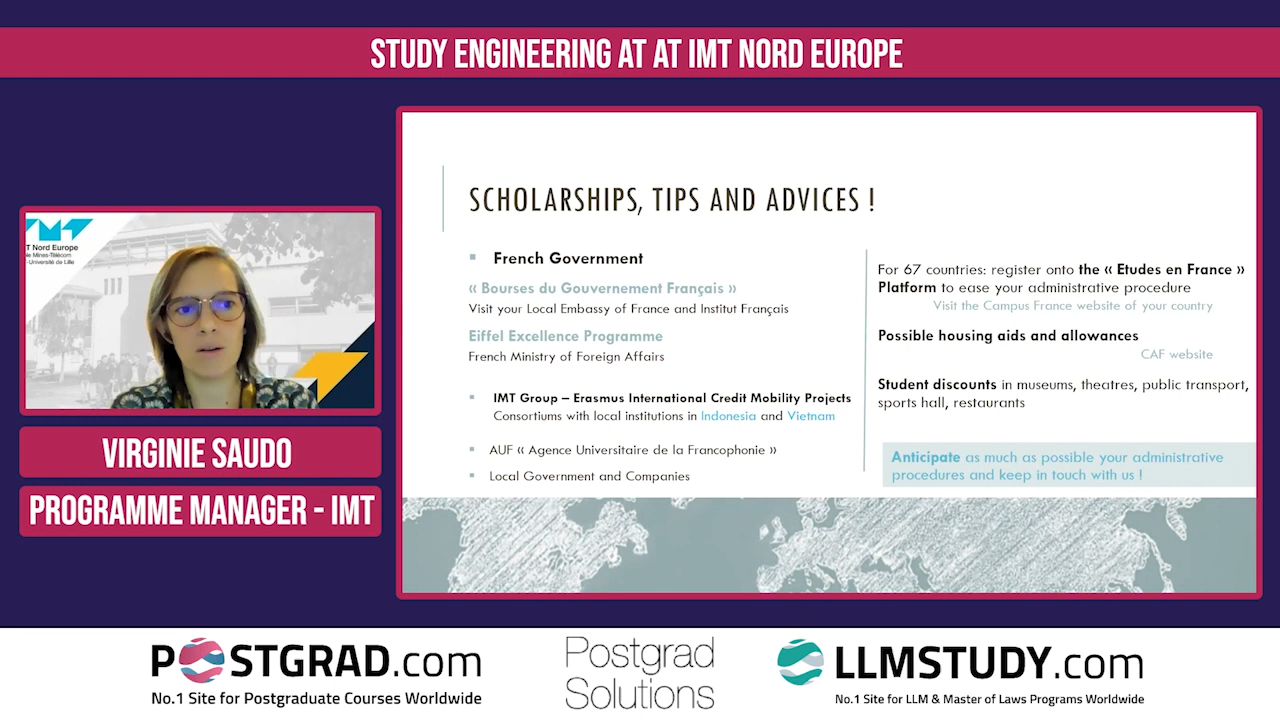 STUDY ENGINEERING AT AT IMT NORD EUROPE
IMT
T Nord Europe
le Mines-Télécom
-Université de Lille
VIRGINIE SAUDO
PROGRAMME MANAGER - IMT
SCHOLARSHIPS, TIPS AND ADVICES !
French Government
« Bourses du Gouvernement Français »
Visit your Local Embassy of France and Institut Français
Eiffel Excellence Programme
French Ministry of Foreign Affairs
IMT Group – Erasmus International Credit Mobility Projects
Consortiums with local institutions in Indonesia and Vietnam
AUF « Agence Universitaire de la Francophonie »
Local Government and Companies
For 67 countries: register onto the « Etudes en France »
Platform to ease your administrative procedure
Visit the Campus France website of your country
Possible housing aids and allowances
CAF website
Student discounts in museums, theatres, public transport,
sports hall, restaurants
Anticipate as much as possible your administrative
procedures and keep in touch with us !
POSTGRAD.com
No.1 Site for Postgraduate Courses Worldwide
Postgrad
Solutions
LLMSTUDY.com
No.1 Site for LLM & Master of Laws Programs Worldwide